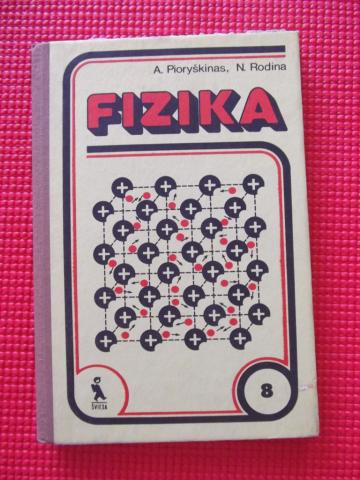 A. Pioryškinas, N. Rodina
FIZIKA
ŠVIESA
8